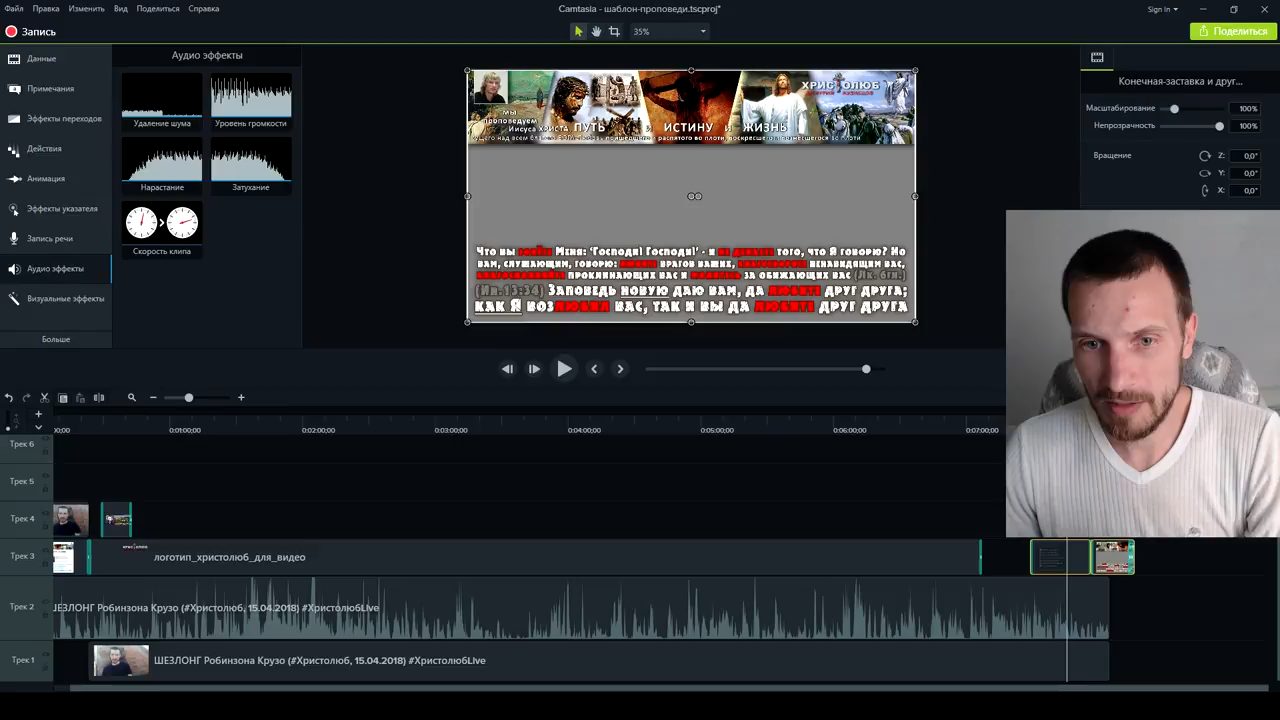 Файл Правка Изменить Вид Поделиться Справка
Camtasia - шаблон-проповеди.tscproj*
Sign In
Запись
35%
Поделиться
Данные
Примечания
Эффекты переходов
Действия
Анимация
Эффекты указателя
Запись речи
Аудио эффекты
Визуальные эффекты
Больше
Аудио эффекты
Удаление шума
Уровень громкости
Нарастание
Затухание
Скорость клипа
ХРИСТОЛЮБ
мы
проповедуем
Иисуса Христа ПУТЬ и ИСТИНУ и ЖИЗНЬ
Что вы зовёте Меня: 'Господи! Господи!' - и не делаете того, что Я говорю? Но
вам, слушающим, говорю: любите врагов ваших, благотворите ненавидящим вас,
благословляйте проклинающих вас и молитесь за обижающих вас (Лк. 6гл.)
(Ин.13:34) Заповедь новую даю вам, да любите друг друга;
как Я возлюбил вас, так и вы да любите друг друга
Конечная-заставка и друг...
Масштабирование 100%
Непрозрачность 100%
Вращение Z: 0,0°
Y: 0,0°
X: 0,0°
0:01:00;00 0:02:00;00 0:03:00;00 0:04:00;00 0:05:00;00 0:06:00;00 0:07:00;00
Трек 6
Трек 5
Трек 4
Трек 3
логотип_христолюб_для_видео
Трек 2
ШЕЗЛОНГ Робинзона Крузо (#Христолюб, 15.04.2018) #ХристолюбLive
Трек 1
ШЕЗЛОНГ Робинзона Крузо (#Христолюб, 15.04.2018) #ХристолюбLive